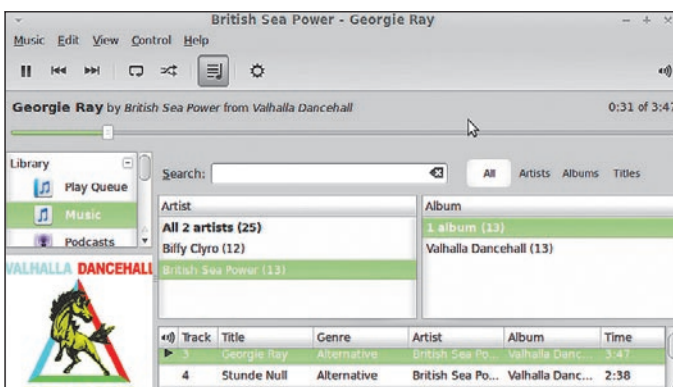 British Sea Power - Georgie Ray
Music Edit View Control Help
Georgie Ray by British Sea Power from Valhalla Dancehall 0:31 of 3:47
Library
Play Queue
Music
Podcasts
Search:
All Artists Albums Titles
Artist
All 2 artists (25)
Biffy Clyro (12)
British Sea Power (13)
Album
1 album (13)
Valhalla Dancehall (13)
VALHALLA DANCEHALL
Track Title Genre Artist Album Time
3 Georgie Ray Alternative British Sea Po... Valhalla Danc... 3:47
4 Stunde Null Alternative British Sea Po... Valhalla Danc... 2:38